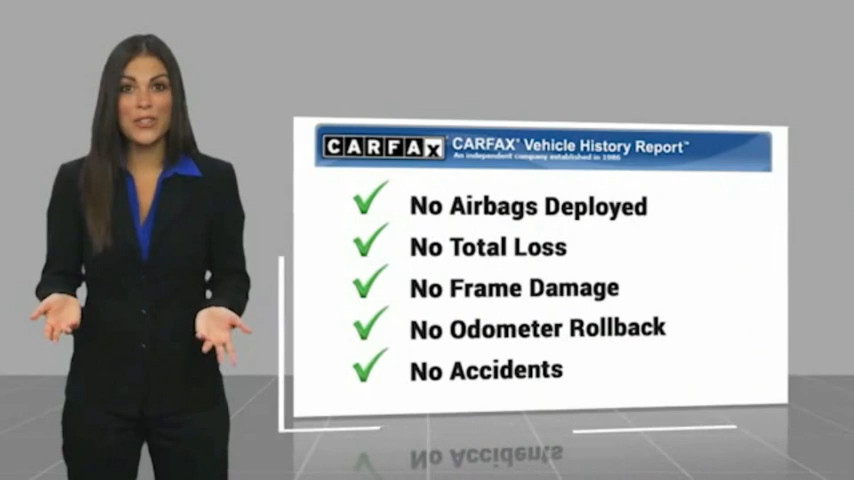 CARFAX CARFAX® Vehicle History Report™
An independent company established in 1986
No Airbags Deployed
No Total Loss
No Frame Damage
No Odometer Rollback
No Accidents
No Accidents